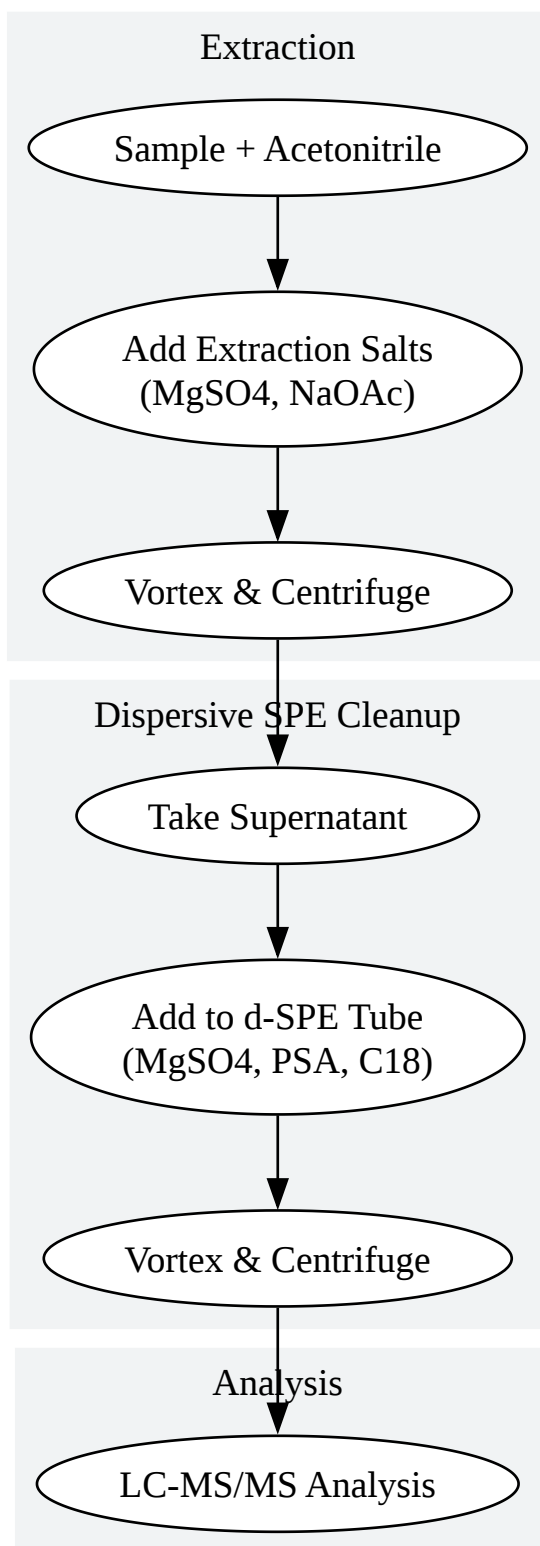 Extraction
Sample + Acetonitrile
Add Extraction Salts
(MgSO4, NaOAc)
Vortex & Centrifuge
Dispersive SPE Cleanup
Take Supernatant
Add to d-SPE Tube
(MgSO4, PSA, C18)
Vortex & Centrifuge
Analysis
LC-MS/MS Analysis